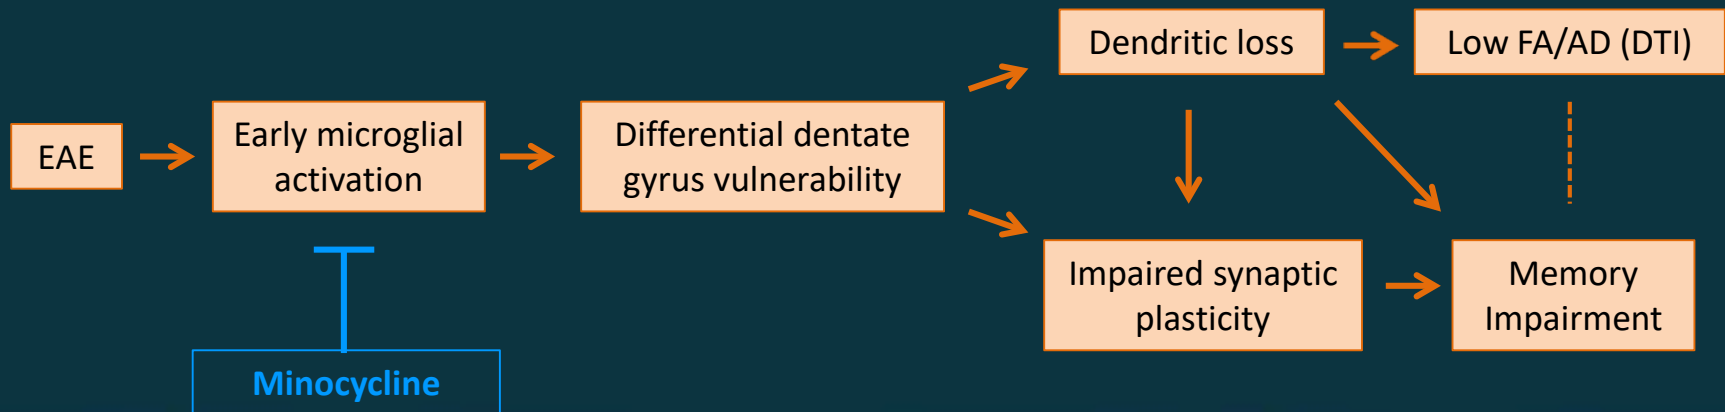 EAE
Early microglial
activation
Differential dentate
gyrus vulnerability
Dendritic loss
Low FA/AD (DTI)
Impaired synaptic
plasticity
Memory
Impairment
Minocycline